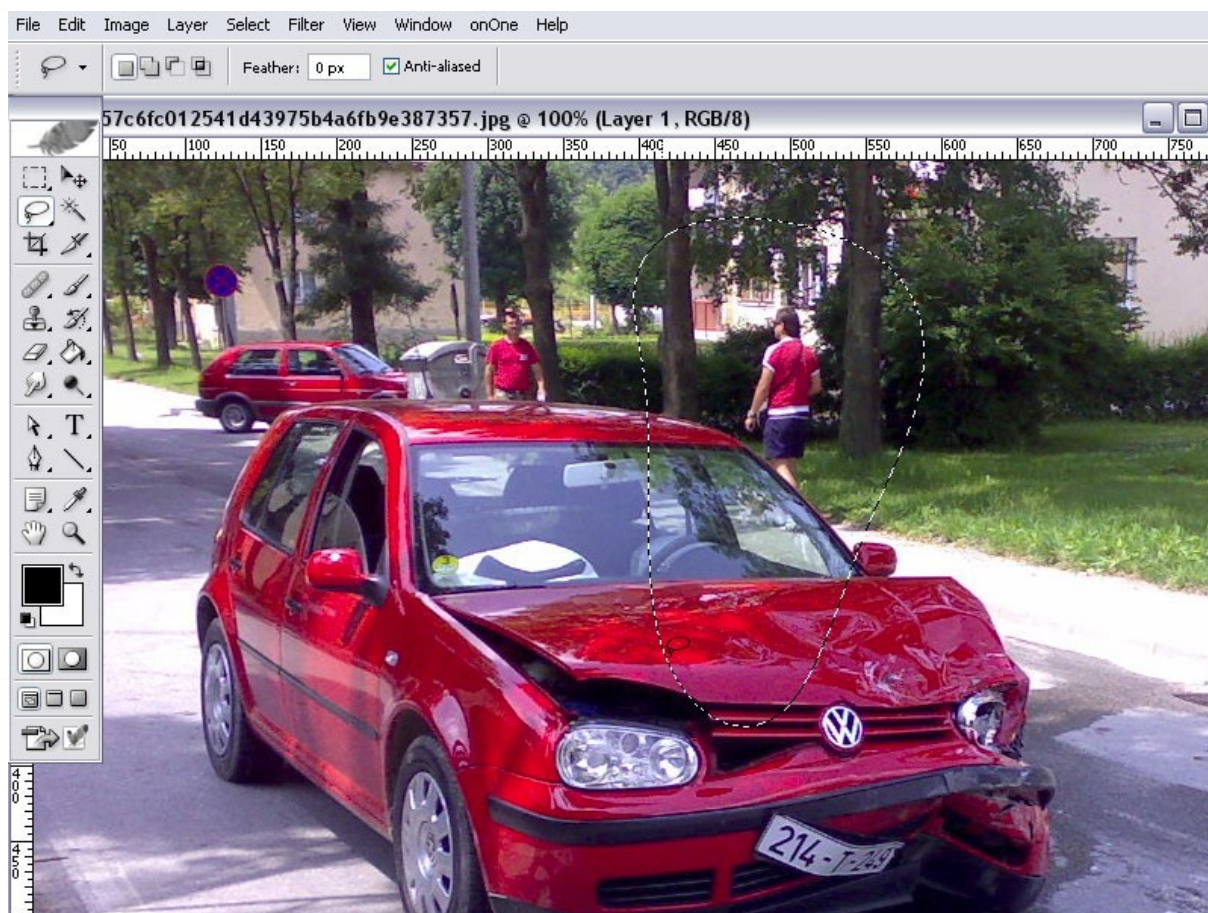 File Edit Image Layer Select Filter View Window onOne Help
Feather: 0 px Anti-aliased
57c6fc012541d43975b4a6fb9e387357.jpg @ 100% (Layer 1, RGB/8)
50 100 150 200 250 300 350 400 450 500 550 600 650 700 750
T
400
450
VW
214-T-249